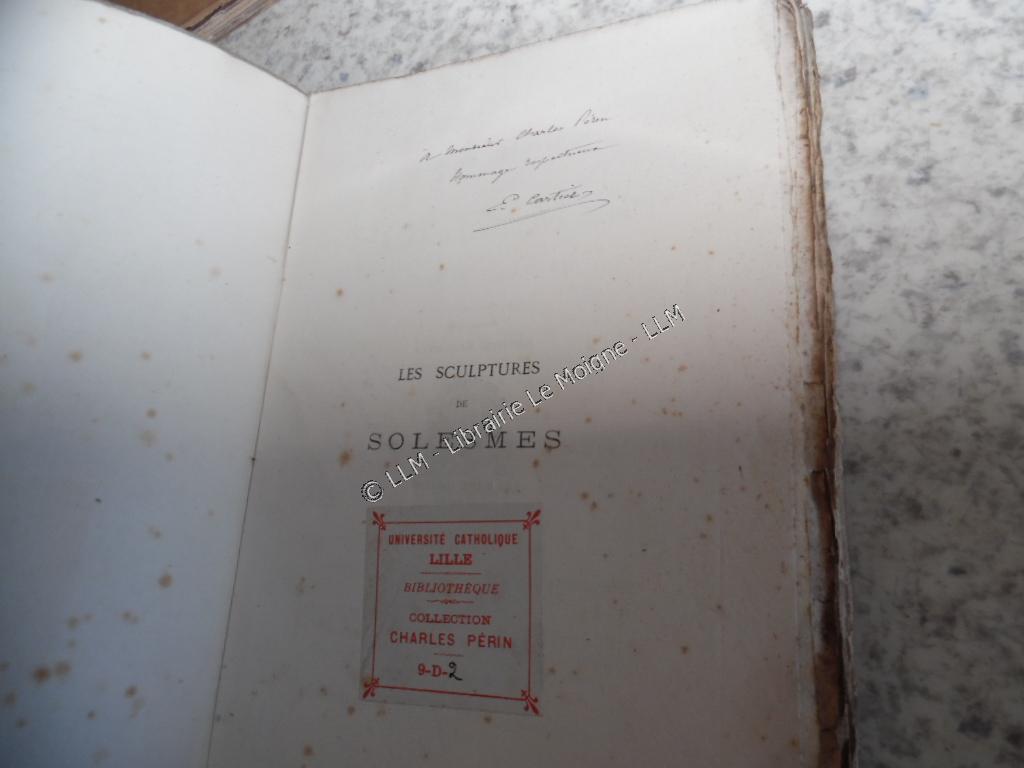 à Monsieur Charles Périn
hommage respectueux
E Cartier
LES SCULPTURES
DE
SOLESMES
© LLM - Librairie Le Moigne - LLM
UNIVERSITÉ CATHOLIQUE
LILLE
BIBLIOTHÈQUE
COLLECTION
CHARLES PÉRIN
9-D-2